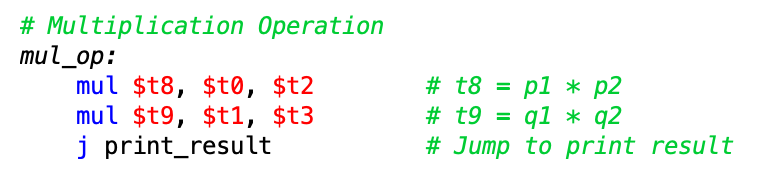 # Multiplication Operation
mul_op:
    mul $t8, $t0, $t2        # t8 = p1 * p2
    mul $t9, $t1, $t3        # t9 = q1 * q2
    j print_result           # Jump to print result